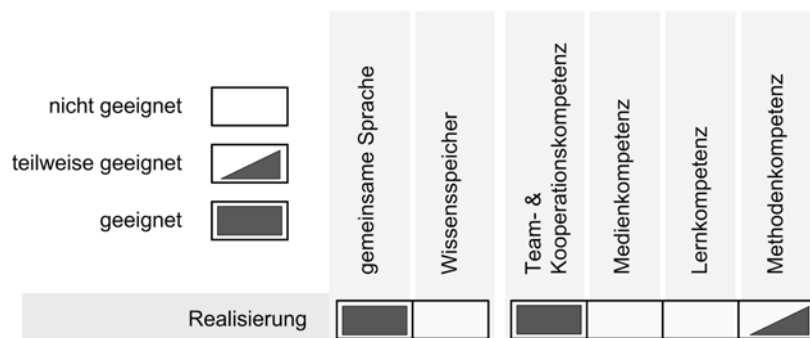 nicht geeignet
teilweise geeignet
geeignet
gemeinsame Sprache
Wissensspeicher
Team- &
Kooperationskompetenz
Medienkompetenz
Lernkompetenz
Methodenkompetenz
Realisierung